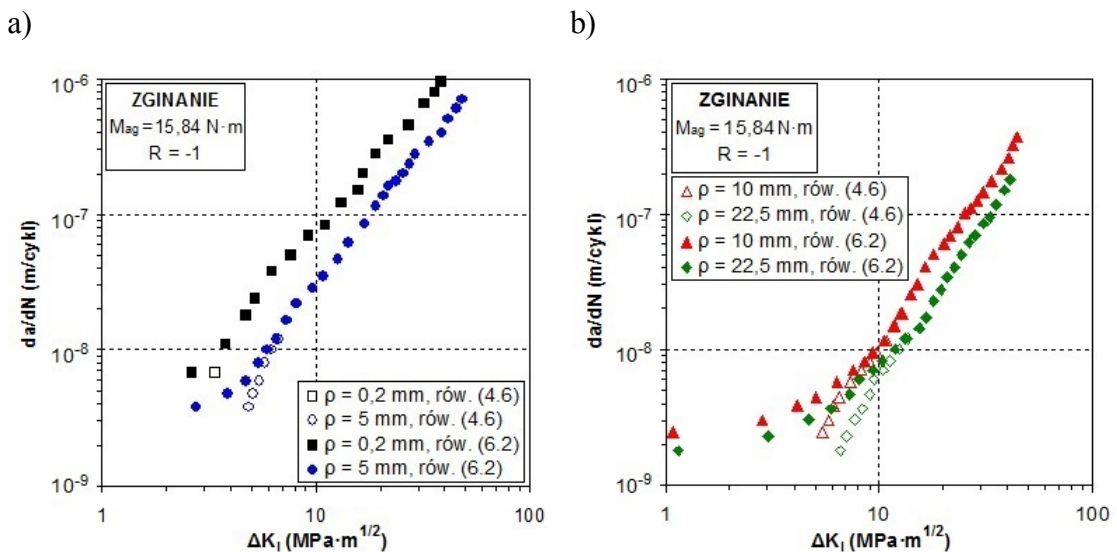 a)
10⁻⁶
10⁻⁷
10⁻⁸
10⁻⁹
da/dN (m/cykl)
ZGINANIE
Mag = 15,84 N·m
R = -1
□ ρ = 0,2 mm, rów. (4.6)
○ ρ = 5 mm, rów. (4.6)
■ ρ = 0,2 mm, rów. (6.2)
● ρ = 5 mm, rów. (6.2)
1 10 100
ΔK_I (MPa·m^1/2)
b)
10⁻⁶
10⁻⁷
10⁻⁸
10⁻⁹
da/dN (m/cykl)
ZGINANIE
Mag = 15,84 N·m
R = -1
△ ρ = 10 mm, rów. (4.6)
◇ ρ = 22,5 mm, rów. (4.6)
▲ ρ = 10 mm, rów. (6.2)
◆ ρ = 22,5 mm, rów. (6.2)
1 10 100
ΔK_I (MPa·m^1/2)